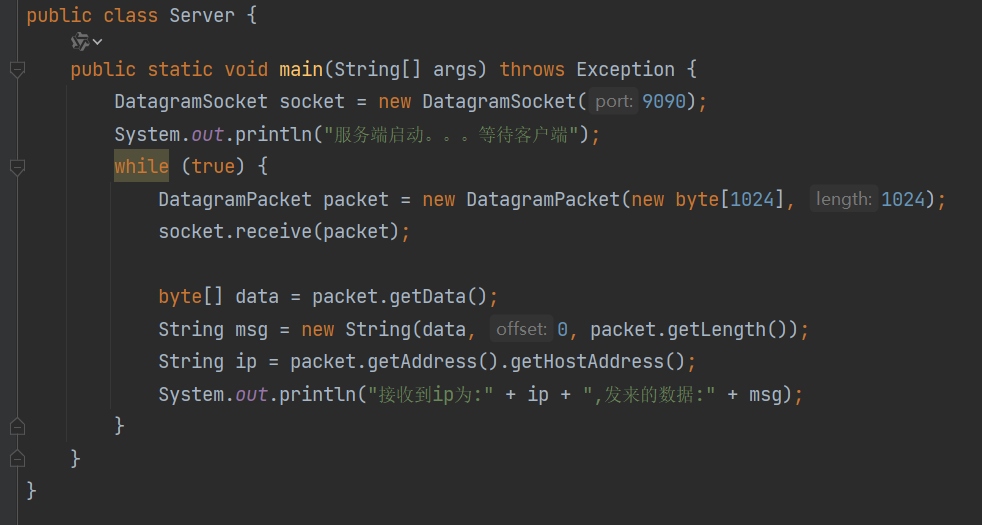 public class Server {
public static void main(String[] args) throws Exception {
DatagramSocket socket = new DatagramSocket( port: 9090);
System.out.println("服务端启动。。。等待客户端");
while (true) {
DatagramPacket packet = new DatagramPacket(new byte[1024], length: 1024);
socket.receive(packet);
byte[] data = packet.getData();
String msg = new String(data, offset: 0, packet.getLength());
String ip = packet.getAddress().getHostAddress();
System.out.println("接收到ip为:" + ip + ",发来的数据:" + msg);
}
}
}